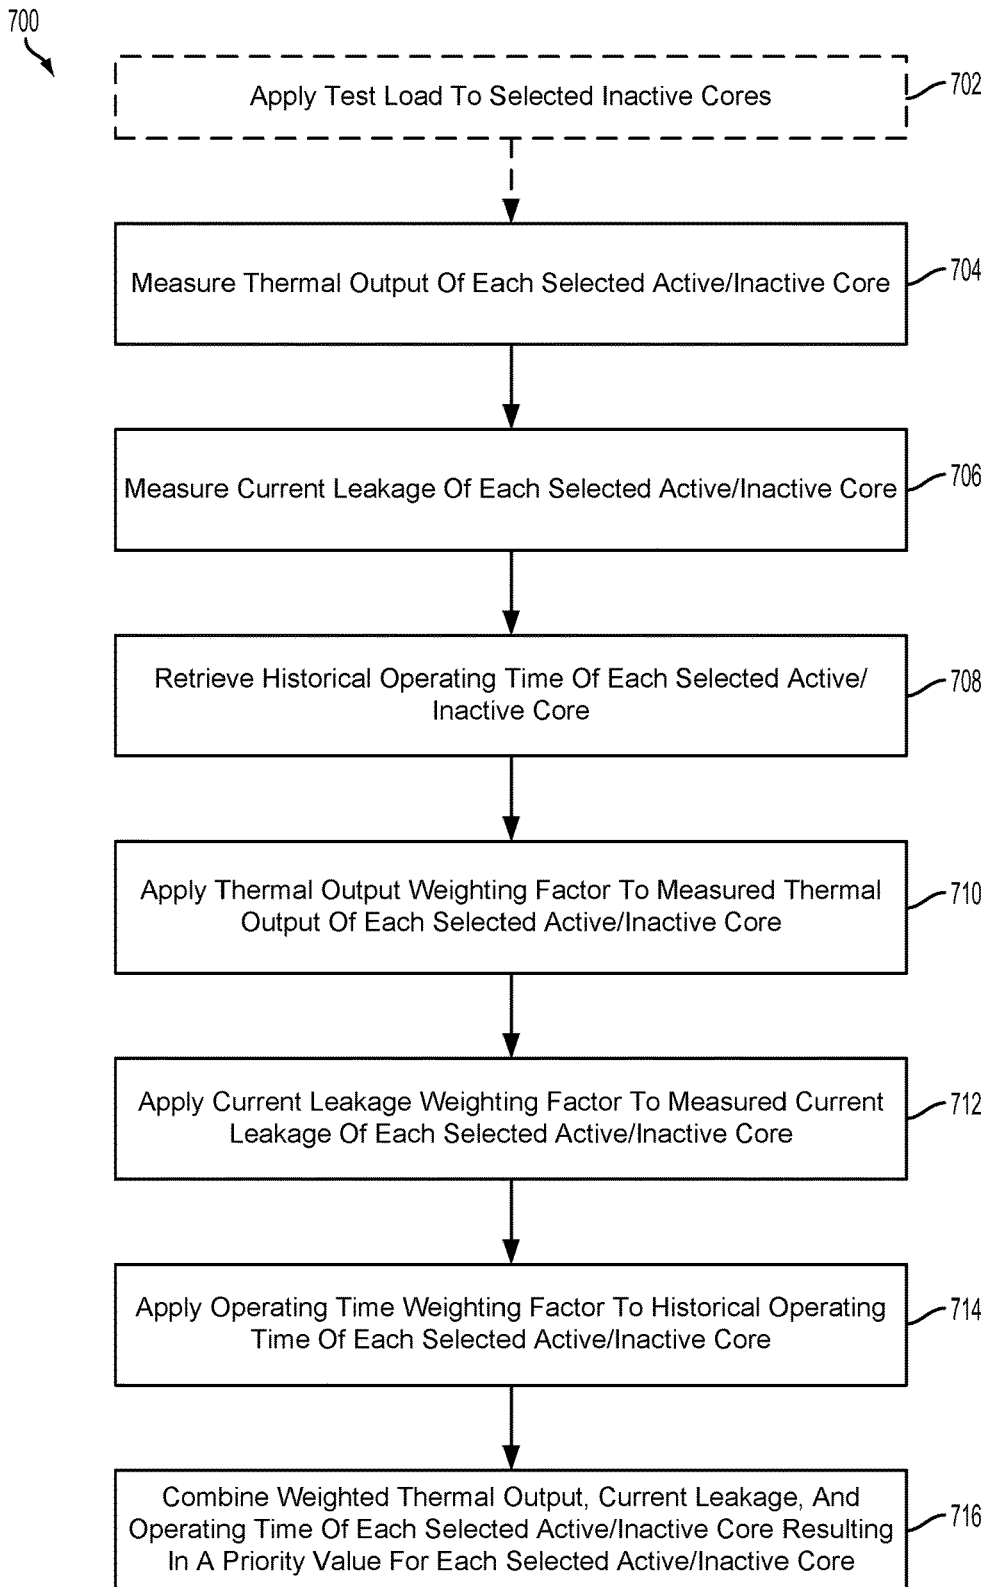 700
Apply Test Load To Selected Inactive Cores
702
Measure Thermal Output Of Each Selected Active/Inactive Core
704
Measure Current Leakage Of Each Selected Active/Inactive Core
706
Retrieve Historical Operating Time Of Each Selected Active/
Inactive Core
708
Apply Thermal Output Weighting Factor To Measured Thermal
Output Of Each Selected Active/Inactive Core
710
Apply Current Leakage Weighting Factor To Measured Current
Leakage Of Each Selected Active/Inactive Core
712
Apply Operating Time Weighting Factor To Historical Operating
Time Of Each Selected Active/Inactive Core
714
Combine Weighted Thermal Output, Current Leakage, And
Operating Time Of Each Selected Active/Inactive Core Resulting
In A Priority Value For Each Selected Active/Inactive Core
716